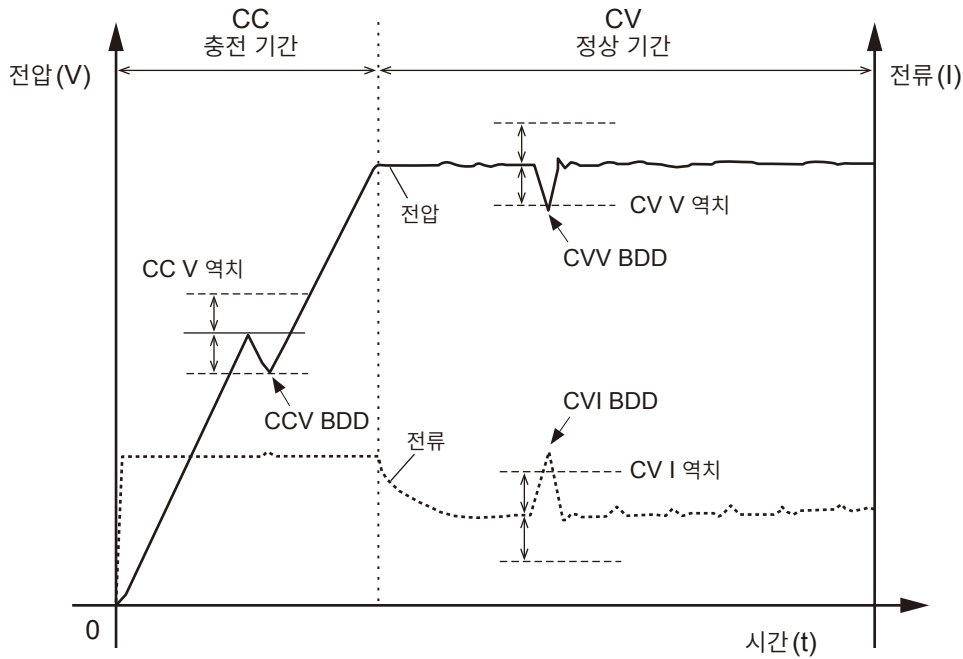 CC
충전 기간
CV
정상 기간
전압(V)
전류(I)
전압
CV V 역치
CVV BDD
CC V 역치
CCV BDD
CVI BDD
전류
CV I 역치
0
시간(t)